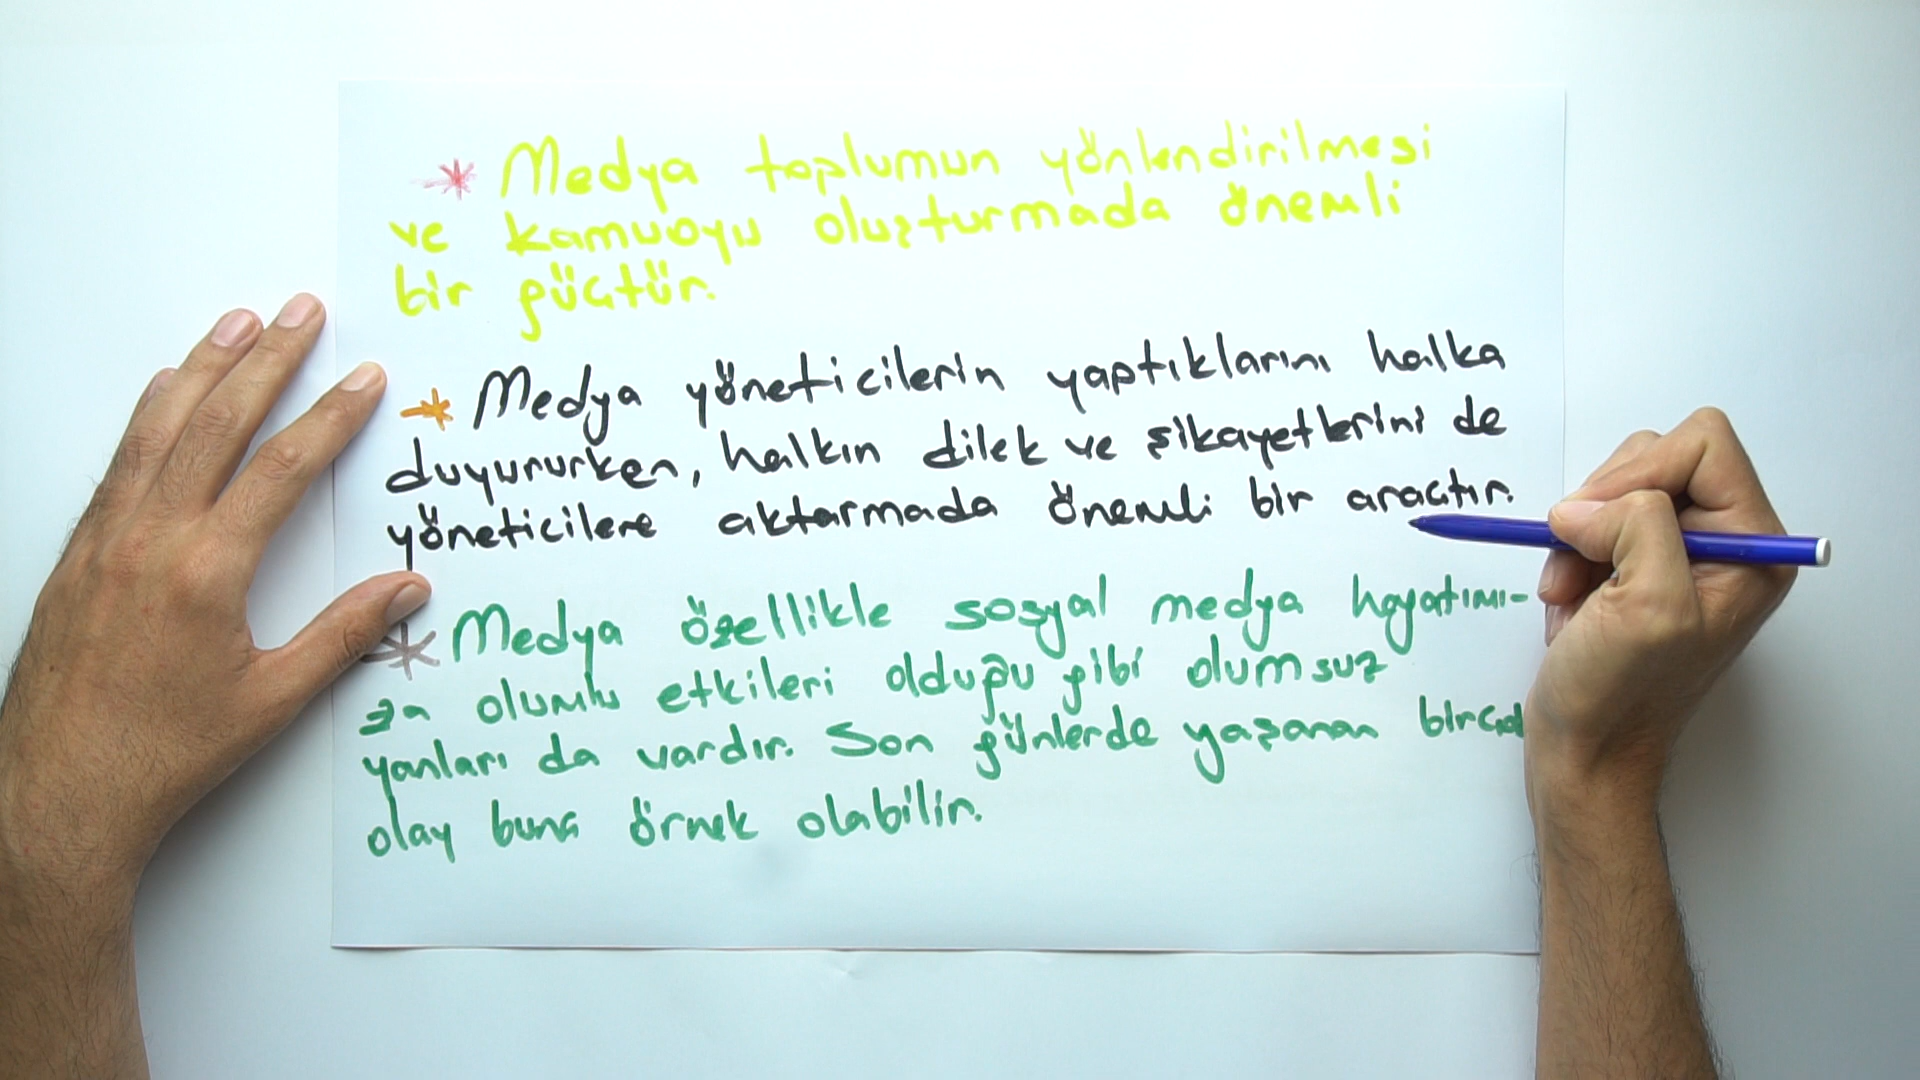 * Medya toplumun yönlendirilmesi
ve kamuoyu oluşturmada önemli
bir güçtür.
* Medya yöneticilerin yaptıklarını halka
duyururken, halkın dilek ve şikayetlerini de
yöneticilere aktarmada önemli bir araçtır.
* Medya özellikle sosyal medya hayatımı-
za olumlu etkileri olduğu gibi olumsuz
yanları da vardır. Son günlerde yaşanan
olay buna örnek olabilir.